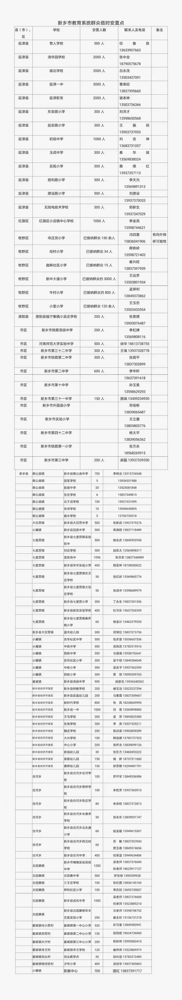 新乡市教育系统群众临时安置点
县（市）、区 学校 安置人数 联系人及电话 备注
延津县 育人学校 500 人 任春良 13633907663
延津县 清华园学校 2000 人 张中全 18790575678
延津县 城北学校 2000 人 吕永茂 13503437091
延津县 延津一中 3000 人 曹荣旺 13837395660
延津县 延津职专 2000 人 谢本林 13503736366
延津县 东安路小学 300 人 刘洪才 13598650568
延津县 延安路小学 300 人 王振民 13903737053
延津县 初级中学 1000 人 刘言坤 13683731057
延津县 玉成中学 300 人 秦华斌 13569838024
延津县 实验小学 300 人 桑德红 13937357113
延津县 胜利路小学 500 人 李天元 13569891313
延津县 建设路小学 500 人 刘建设
13937370033
延津县 无线电技术学校 300 人 郑新生 13937347029
红旗区 红旗区小店镇中心学校 1000 人 李金亮 13598744621
牧野区 寺庄顶小学 已接纳群众 150 余人 冯四喜 15836041906 有向外转移可能性
牧野区 尚村小学 已接纳群众 34 人 韩铁岭 13598721403
牧野区 曲韩社区小学 已接纳群众 15 人 崔兴旺 13837397959
牧野区 新中大道小学 已接纳群众约 3000 人 王运芳 13503801934
牧野区 牛村小学 已接纳群众约 800 人 孟祥利 13849373862
牧野区 小里小学 已接纳群众 120 余人 王玉忠 13503433554
原阳县 原阳县福宁集镇小吴庄学校 200 人 张景琪 15903076487
市区 新乡市铁路高级中学 200 人 李虹婵 13569808116
市区 河南师范大学实验中学 500 人 徐华 18613738755
市区 新乡市第三十二中学 300 人 王海 13937328778
市区 新乡市铁路第二中学 300 人 张临平 13837303899
市区 新乡市第二中学 600 人 李华轩
15637391618
市区 新乡市第十中学 孙玉美 13598629293
市区 新乡市第三十一中学 150 人 施瑞 13409234930
市区 新乡市外国语小学 邓佳彬 13839065487
市区 新乡市实验小学 王立康 13803805776
市区 新乡市第四十二中学 杨太平 13839056362
市区 新乡市铁路第一小学 张方永 18568269915
市区 新乡市第三中学 200 人 郝磊 13937339350
新乡县 朗公庙镇 新乡县朗公庙中学 700 李明会 13513734548
朗公庙镇 固军学校 5 15936551988
朗公庙镇 赵堤中学 20 13525081848
朗公庙镇 张庄学校 6 15837349815
朗公庙镇 北于店学校 100 15937331099
朗公庙镇 张湾学校 10 13949645895
朗公庙镇 曲水学校 5 13703739518
大召营镇 新乡县大召营中学 500 张新成 13937379276
小冀镇 新乡县冠英中学 500 南海翔 15837118489
七里营镇 新乡县七里营镇实验初中 500 杨永庆 13849392938
七里营镇 刘庄学校 500 段宏太 13569898317
七里营镇 龙泉高中 1096 宋含军 13837344989
七里营镇 新乡县华宇实验小学 400 杨亚坤 18738500022
七里营镇 新乡县七里营镇东王庄学校 50 张红岭 13569865776
七里营镇 新乡县七里营镇大张庄学校 50 张成中 13598689979
七里营镇 新乡县七营小学 300 丁永生 19837301536
七里营镇 新乡县新亚实验学校 400 杜习乐 15637326359
七里营镇 新乡县七里营镇春罗杨小学 60 杨宝计 13462379535
新乡县大召营镇 蓝天幼儿园 300 司常红 15837373756
小冀镇 京华社区中学 500 张庆喜 15036607336
小冀镇 中街中学 500 高凤蕊 13782519516
小冀镇 西街中学 300 马增海 13938752641
小冀镇 京华社区小学 300 梁千昭 13849384049
小冀镇 中街小学 300 梁吉予 13937362559
小冀镇 西街小学 300 贾 明 15090309765
翟坡镇 新乡县高级中学 900 段新生 15936540362
新乡县经济开发区 新乡县特教学校 200 侯玉洁 13523237294
新乡县经济开发区 新乡县县直幼儿园 200 马素霞 13837309667
新乡县经济开发区 新时代学校 800 张 凤 18238609995
新乡县经济开发区 新乡县一中 1000 刘 霄 13569898885
新乡县经济开发区 王屯学校 200 梁 芳 15893825380
新乡县经济开发区 张青学校 300 李 爽 15537329211
新乡县经济开发区 魏庄学校 200 陈兵荣 15903859289
新乡县经济开发区 大兴学校 100 韩高峰 13783737525
新乡县经济开发区 中心小学 200 张怀永 13839099126
新乡县经济开发区 新城幼儿园 30 张东方 13460493222
新乡县经济开发区 英豪幼儿园 150 侯 娇 18737311660
新乡县经济开发区 康桥幼儿园 150 郭芳娜 15294887701
合河乡 新乡县合河乡合河学校 100 罗开军 13849356986
合河乡 新乡县合河乡贾桥学校 100 朱性芳 13937365915
合河乡 新乡县合河乡陈庄学校 80 朱命权 15837372813
合河乡 新乡县合河乡永康寺学校 50 张永东 13839051747
合河乡 新乡县合河乡北永康小学 60 赵呈磊 13949615307
合河乡 新乡县合河乡西元封学校 60 苏 敏 15837357043 贾玉香 13849374656
合河乡 新乡县合河中学 400 任荣富 13949634406
古固寨镇 新乡市辅豫实验高级中学 1200 梁老师 13837376600 孙老师 18625917137
古固寨镇 古固寨中学 500 罗张保 1590309928
古固寨镇 三王庄学校 100 张红霞 15836145160
古固寨镇 祥和社区小学 100 李庆民 13693730007
古固寨镇 新乡县成名中学 1000 梁老师 13837376600 任老师 13523885210
古固寨镇 新乡县古固寨镇华丰艺星实验小学 200 冷老师 13598708752 崔主任 15136731218
翟坡镇任小营村 翟坡镇第一中心小学 520 孙习奎 13849383941
翟坡镇西营村 翟坡镇第二中心小学 150 段丽君 18624736060
翟坡镇兴宁村 翟坡镇第三中心小学 200 陈刚伟 15993083410
翟坡镇寺王村 翟坡镇寺王学校 120 崔伟伟 13523869519
翟坡镇岗头村 岗头教学点 30 段长信 13782572485
翟坡镇杨任旺村 才华小学 400 高丽华 15837305863
小冀镇 职教中心 700 酒红 13837391717